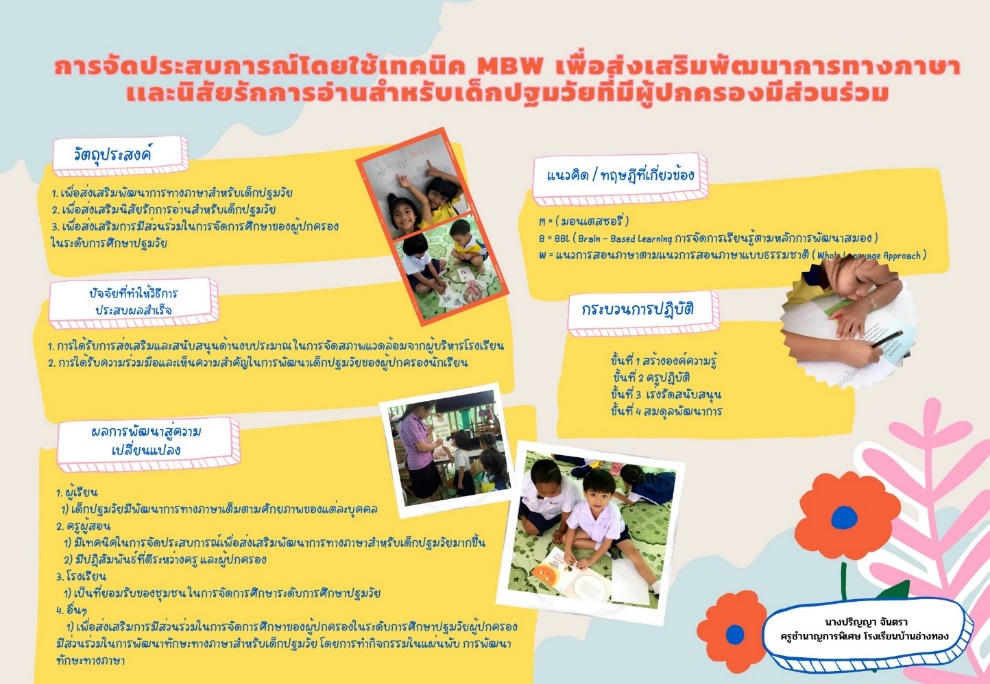 การจัดประสบการณ์โดยใช้เทคนิค MBW เพื่อส่งเสริมพัฒนาการทางภาษา
และนิสัยรักการอ่านสำหรับเด็กปฐมวัยที่มีผู้ปกครองมีส่วนร่วม
วัตถุประสงค์
1. เพื่อส่งเสริมพัฒนาการทางภาษาสำหรับเด็กปฐมวัย
2. เพื่อส่งเสริมนิสัยรักการอ่านสำหรับเด็กปฐมวัย
3. เพื่อส่งเสริมการมีส่วนร่วมในการจัดการศึกษาของผู้ปกครอง
ในระดับการศึกษาปฐมวัย
ปัจจัยที่ทำให้วิธีการ
ประสบผลสำเร็จ
1. การได้รับการส่งเสริมและสนับสนุนด้านงบประมาณ ในการจัดสภาพแวดล้อมจากผู้บริหารโรงเรียน
2. การได้รับความร่วมมือและเห็นความสำคัญในการพัฒนาเด็กปฐมวัยของผู้ปกครองนักเรียน
ผลการพัฒนาสู่ความ
เปลี่ยนแปลง
1. ผู้เรียน
1) เด็กปฐมวัยมีพัฒนาการทางภาษาเต็มตามศักยภาพของแต่ละบุคคล
2. ครูผู้สอน
1) มีเทคนิคในการจัดประสบการณ์เพื่อส่งเสริมพัฒนาการทางภาษาสำหรับเด็กปฐมวัยมากขึ้น
2) มีปฎิสัมพันธ์ที่ดีระหว่างครู และผู้ปกครอง
3. โรงเรียน
1) เป็นที่ยอมรับของชุมชนในการจัดการศึกษาระดับการศึกษาปฐมวัย
4. อื่นๆ
1) เพื่อส่งเสริมการมีส่วนร่วมในการจัดการศึกษาของผู้ปกครองในระดับการศึกษาปฐมวัยผู้ปกครอง
มีส่วนร่วมในการพัฒนาทักษะทางภาษาสำหรับเด็กปฐมวัย โดยการทำกิจกรรมในแผ่นพับ การพัฒนา
ทักษะทางภาษา
แนวคิด / ทฤษฎีที่เกี่ยวข้อง
M = ( มอนเตสซอรี่ )
B = BBL ( Brain - Based Learning การจัดการเรียนรู้ตามหลักการพัฒนาสมอง )
W = แนวการสอนภาษาตามแนวการสอนภาษาแบบธรรมชาติ ( Whole Language Approach )
กระบวนการปฏิบัติ
ขั้นที่ 1 สร้างองค์ความรู้
ขั้นที่ 2 ครูปฏิบัติ
ขั้นที่ 3 เร่งรัดสนับสนุน
ขั้นที่ 4 สมดุลพัฒนาการ
นางปริญญา จันตรา
ครูชำนาญการพิเศษ โรงเรียนบ้านอ่างทอง